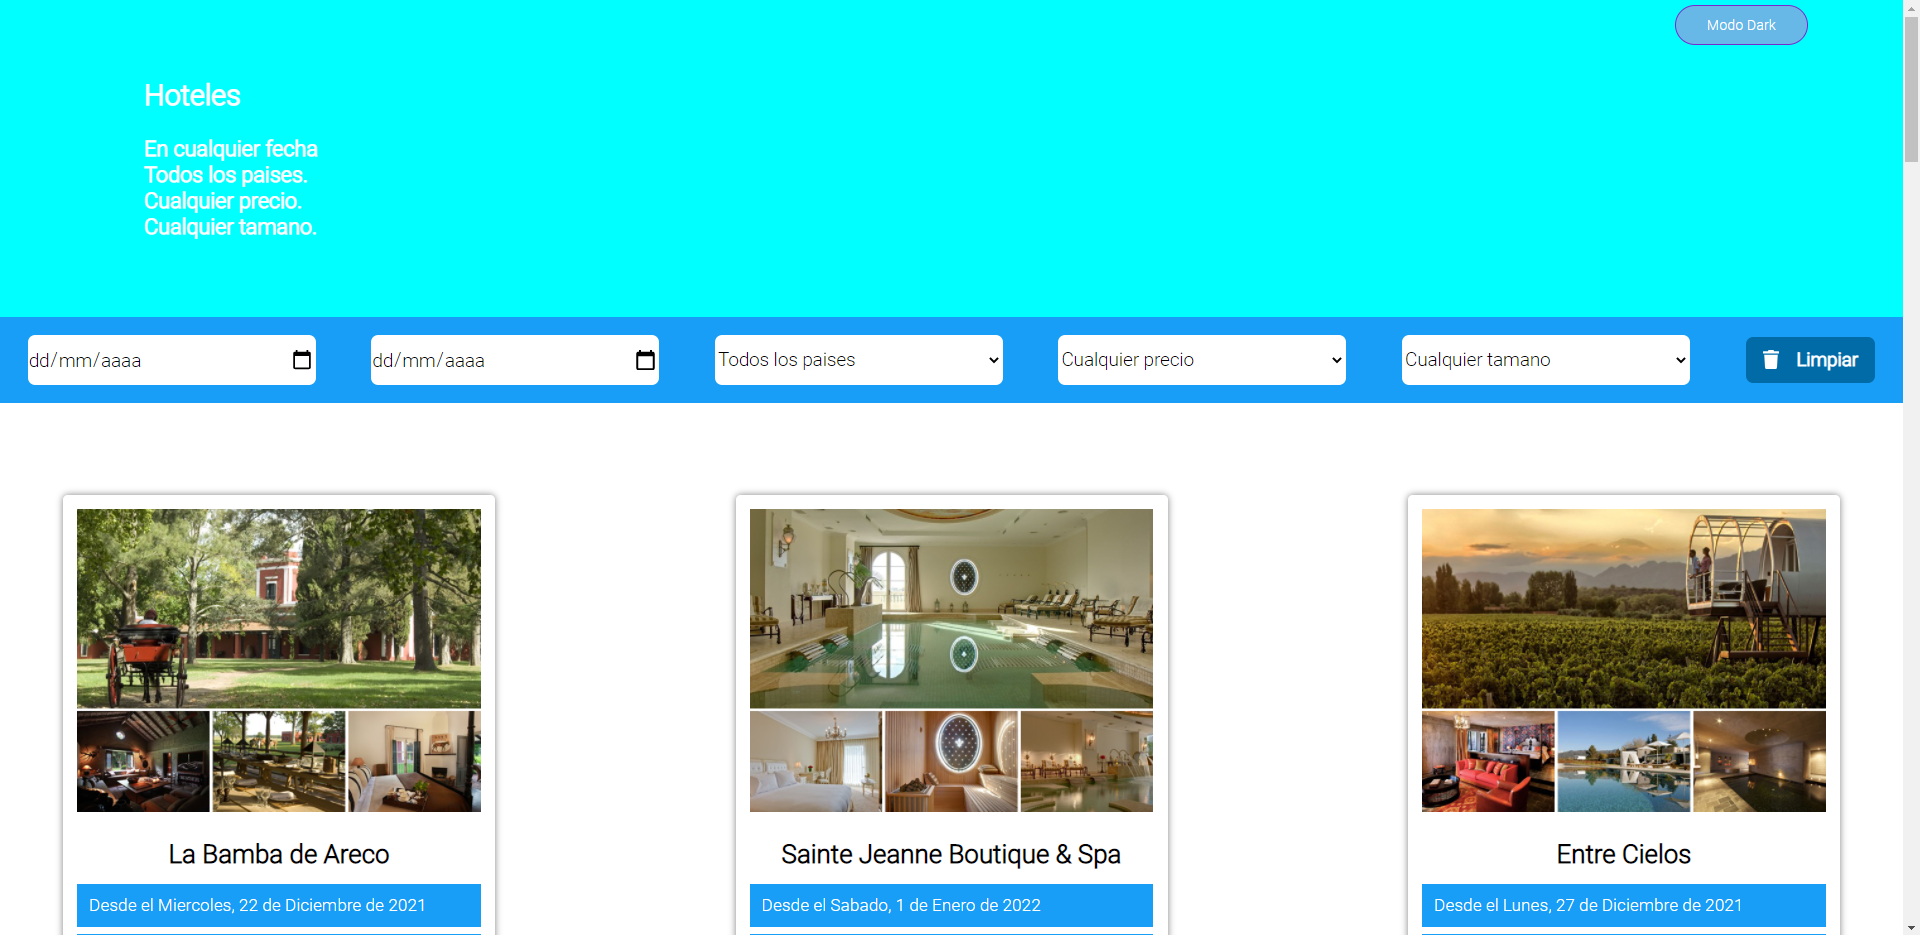 Modo Dark
Hoteles
En cualquier fecha
Todos los paises.
Cualquier precio.
Cualquier tamano.
dd/mm/aaaa
dd/mm/aaaa
Todos los paises
Cualquier precio
Cualquier tamano
Limpiar
La Bamba de Areco
Desde el Miercoles, 22 de Diciembre de 2021
Sainte Jeanne Boutique & Spa
Desde el Sabado, 1 de Enero de 2022
Entre Cielos
Desde el Lunes, 27 de Diciembre de 2021